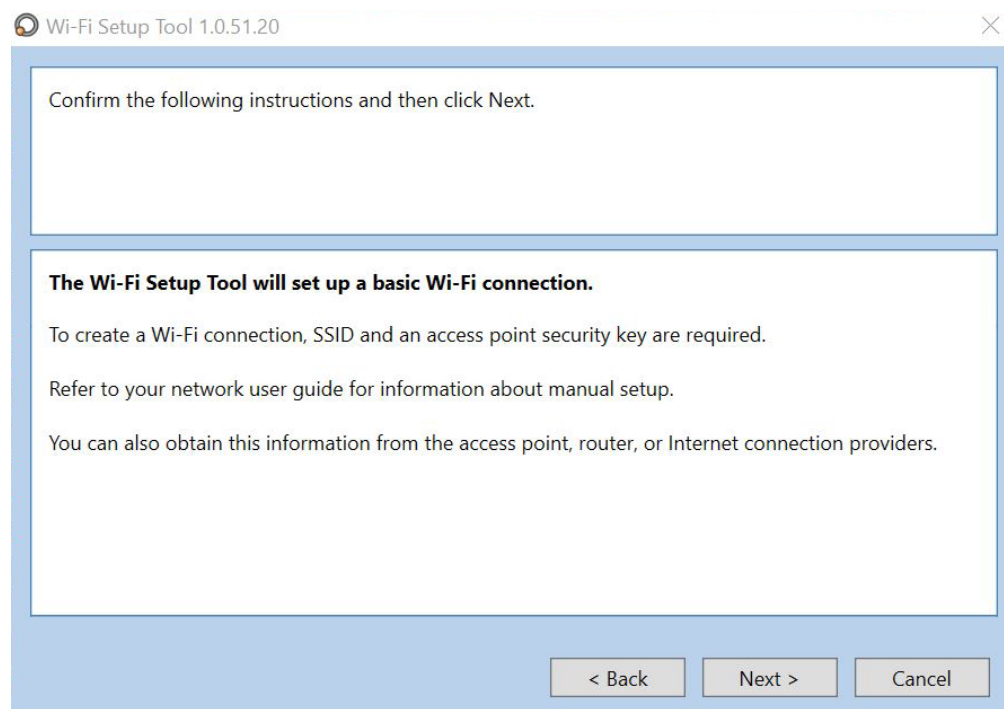 Wi-Fi Setup Tool 1.0.51.20
Confirm the following instructions and then click Next.
The Wi-Fi Setup Tool will set up a basic Wi-Fi connection.
To create a Wi-Fi connection, SSID and an access point security key are required.
Refer to your network user guide for information about manual setup.
You can also obtain this information from the access point, router, or Internet connection providers.
< Back Next > Cancel